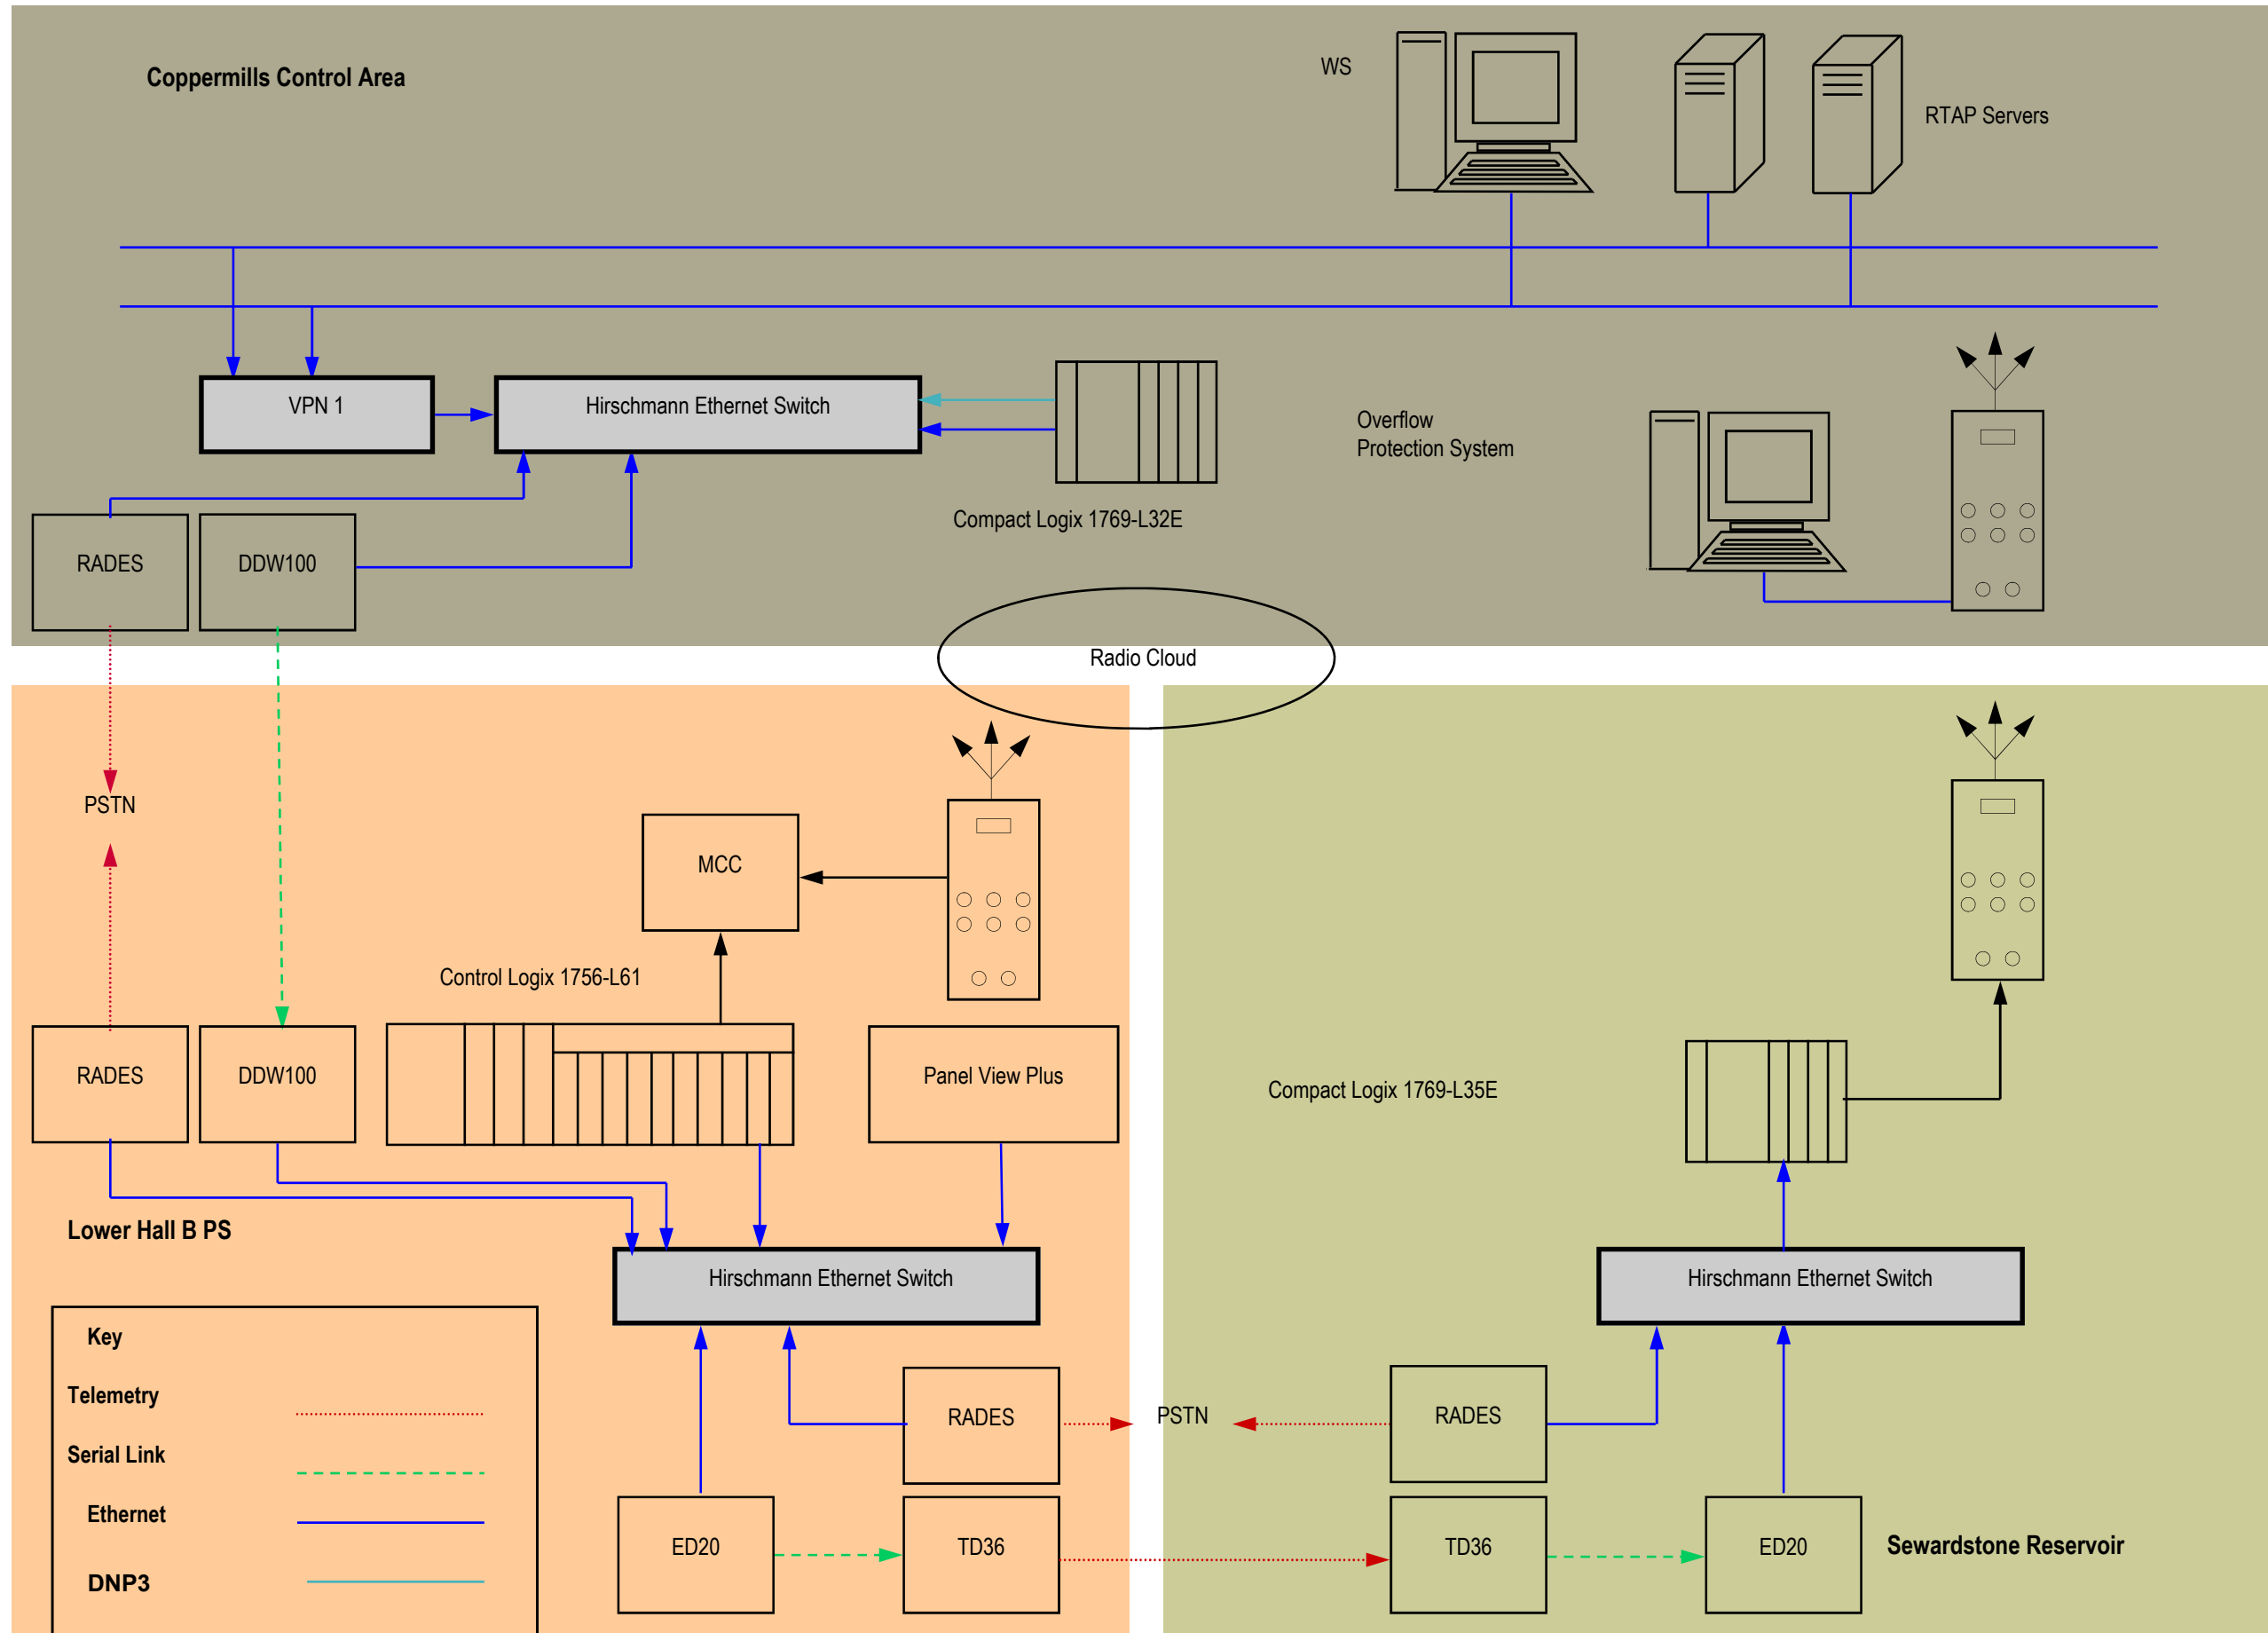 Coppermills Control Area
WS
RTAP Servers
VPN 1
Hirschmann Ethernet Switch
Overflow
Protection System
Compact Logix 1769-L32E
RADES
DDW100
Radio Cloud
PSTN
MCC
Control Logix 1756-L61
RADES
DDW100
Panel View Plus
Compact Logix 1769-L35E
Lower Hall B PS
Hirschmann Ethernet Switch
Hirschmann Ethernet Switch
Key
Telemetry
Serial Link
Ethernet
DNP3
RADES
PSTN
RADES
ED20
TD36
TD36
ED20
Sewardstone Reservoir